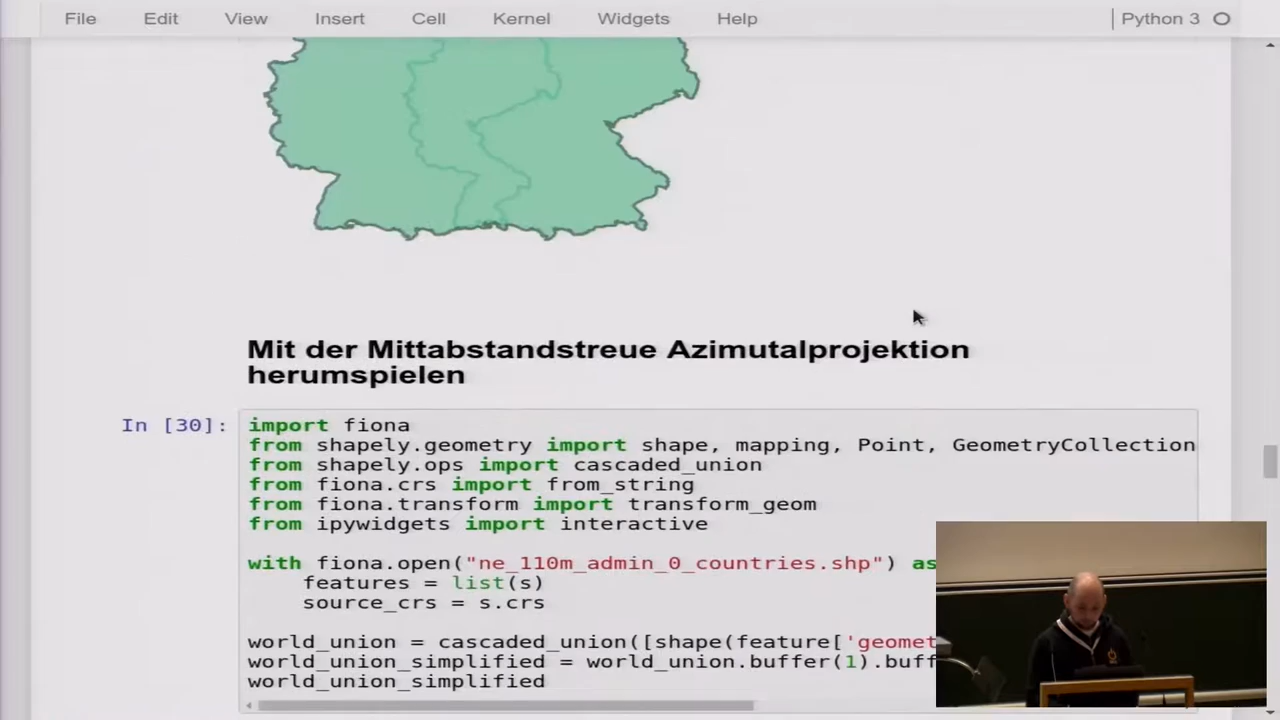 File Edit View Insert Cell Kernel Widgets Help Python 3
Mit der Mittabstandstreue Azimutalprojektion
herumspielen
In [30]:
import fiona
from shapely.geometry import shape, mapping, Point, GeometryCollection
from shapely.ops import cascaded_union
from fiona.crs import from_string
from fiona.transform import transform_geom
from ipywidgets import interactive
with fiona.open("ne_110m_admin_0_countries.shp") as
features = list(s)
source_crs = s.crs
world_union = cascaded_union([shape(feature['geomet
world_union_simplified = world_union.buffer(1).buff
world_union_simplified